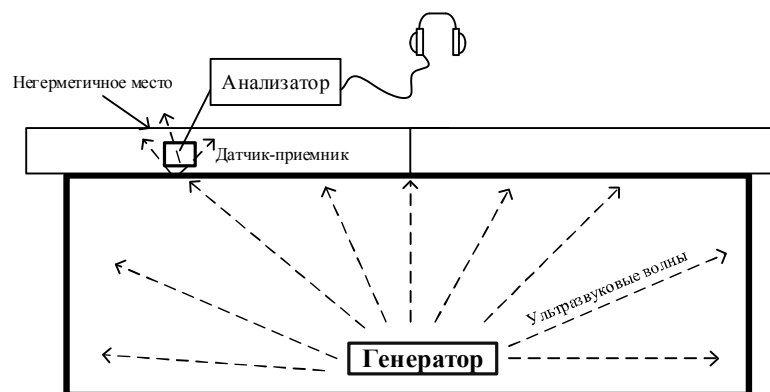 Негерметичное место
Анализатор
Датчик-приемник
Ультразвуковые волны
Генератор